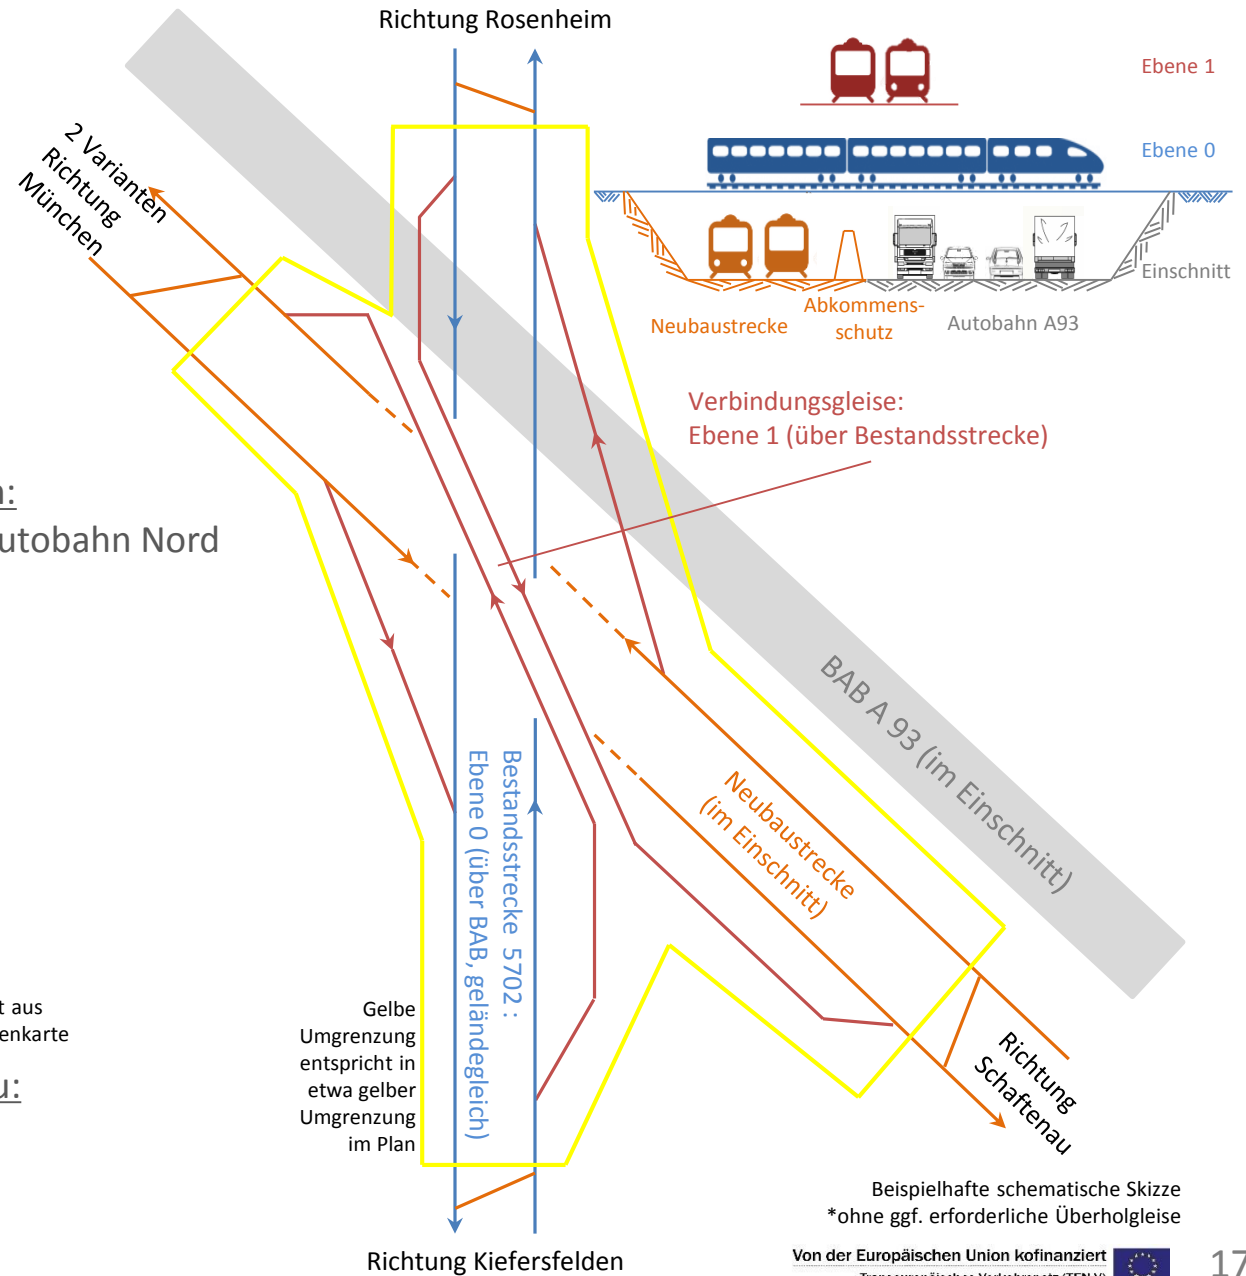 Richtung Rosenheim
Ebene 1
Ebene 0
Einschnitt
Neubaustrecke
Abkommens-
schutz
Autobahn A93
2 Varianten
Richtung
München
Verbindungsgleise:
Ebene 1 (über Bestandsstrecke)
n:
utobahn Nord
BAB A 93 (im Einschnitt)
Neubaustrecke
(im Einschnitt)
Bestandsstrecke 5702 :
Ebene 0 (über BAB, geländegleich)
t aus
enkarte
u:
Gelbe
Umgrenzung
entspricht in
etwa gelber
Umgrenzung
im Plan
Richtung
Schaftenau
Beispielhafte schematische Skizze
*ohne ggf. erforderliche Überholgleise
Richtung Kiefersfelden
Von der Europäischen Union kofinanziert
Transeuropäisches Verkehrsnetz (TEN-V)
17